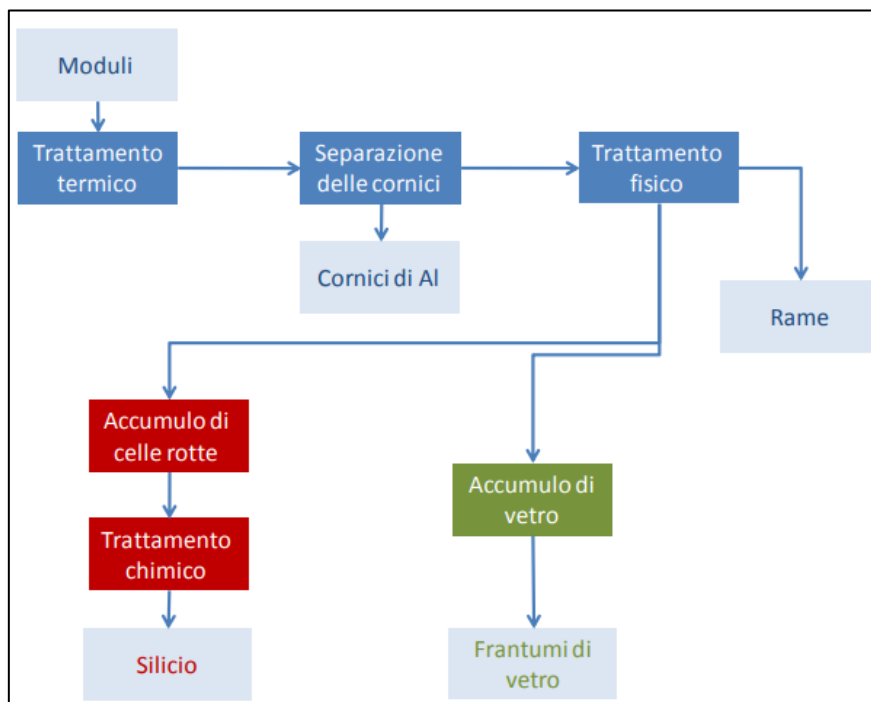 Moduli
Trattamento
termico
Separazione
delle cornici
Trattamento
fisico
Cornici di Al
Rame
Accumulo di
celle rotte
Accumulo di
vetro
Trattamento
chimico
Silicio
Frantumi di
vetro